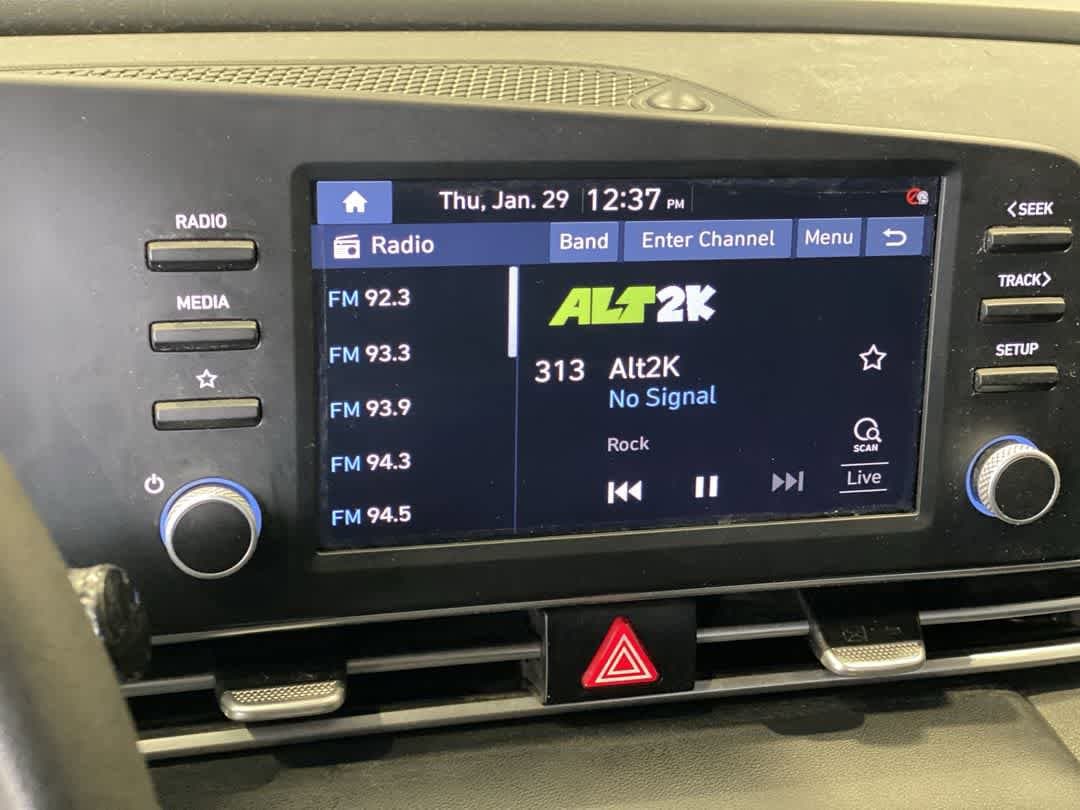 RADIO
MEDIA
Thu, Jan. 29 12:37 PM
Radio Band Enter Channel Menu
FM 92.3
FM 93.3
FM 93.9
FM 94.3
FM 94.5
ALT2K
313 Alt2K
No Signal
Rock
SCAN
Live
<SEEK
TRACK>
SETUP